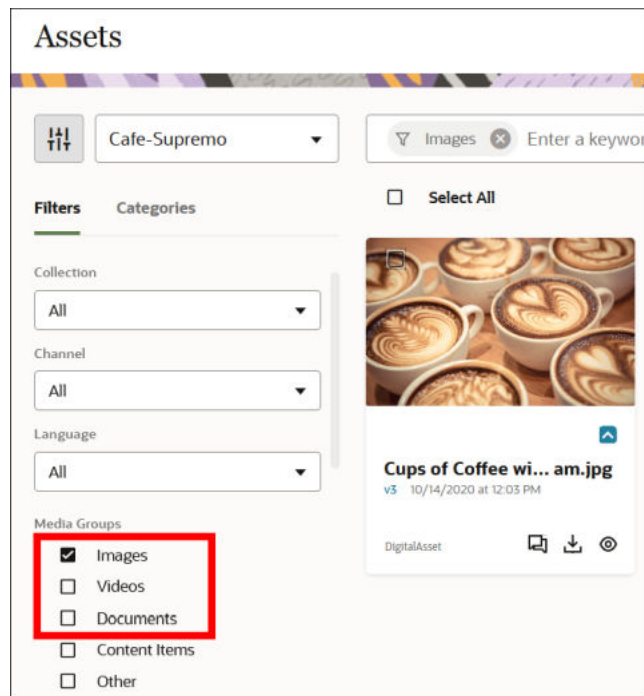 Assets
Cafe-Supremo
Images
Enter a keywor
Filters
Categories
Select All
Collection
All
Channel
All
Language
All
Media Groups
Images
Videos
Documents
Content Items
Other
Cups of Coffee wi... am.jpg
v3 10/14/2020 at 12:03 PM
DigitalAsset